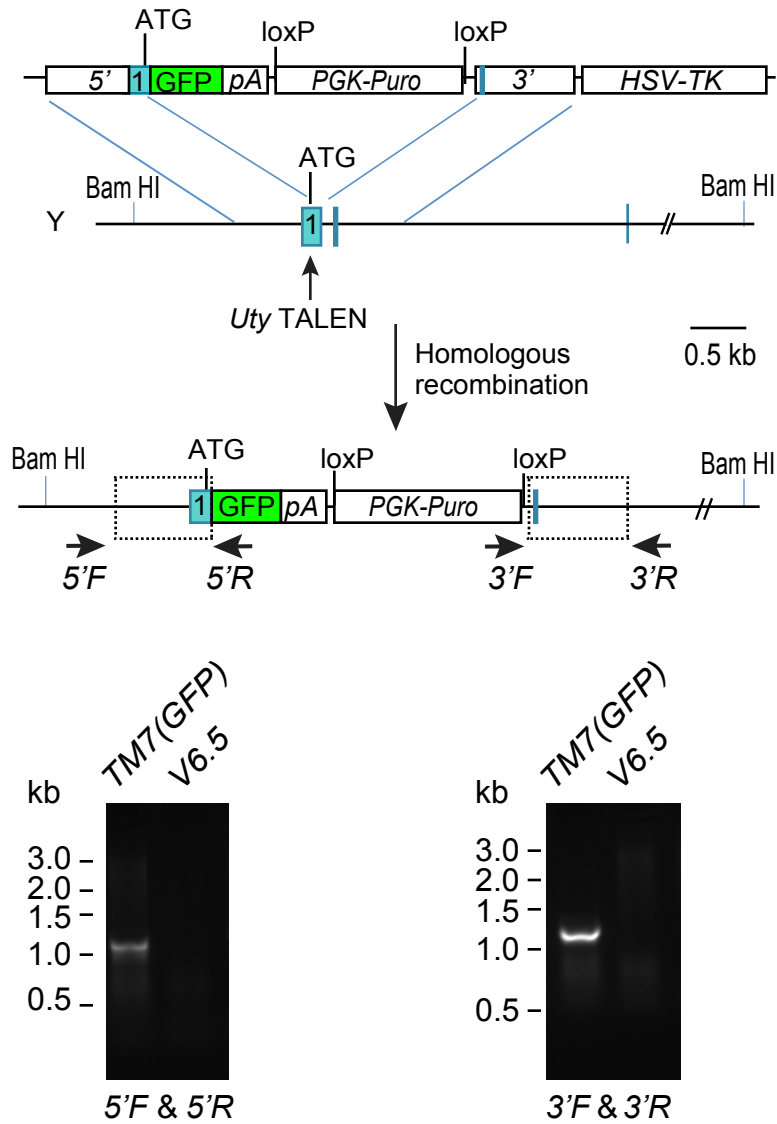 ATG
loxP loxP
5' 1 GFP pA PGK-Puro 3' HSV-TK
ATG
Bam HI Bam HI
Y 1
Uty TALEN
Homologous
recombination
0.5 kb
ATG
Bam HI loxP loxP Bam HI
1 GFP pA PGK-Puro
5'F 5'R 3'F 3'R
TM7(GFP) V6.5
kb
3.0
2.0
1.5
1.0
0.5
5'F & 5'R
TM7(GFP) V6.5
kb
3.0
2.0
1.5
1.0
0.5
3'F & 3'R